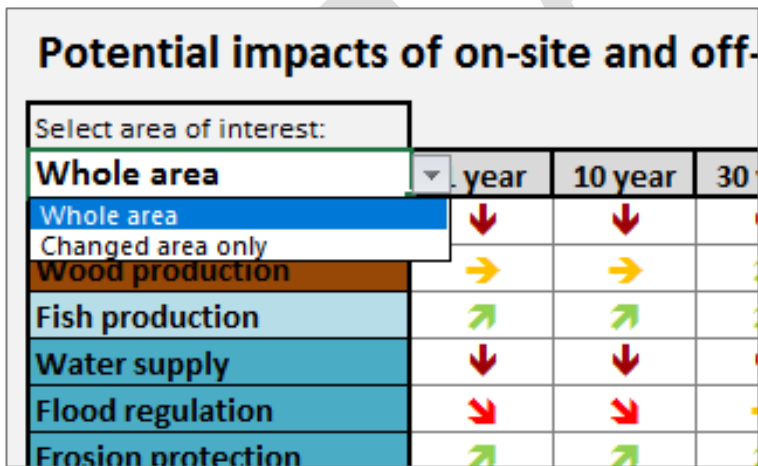 Potential impacts of on-site and off-
Select area of interest:
Whole area year 10 year 30
Whole area
Changed area only
Wood production
Fish production
Water supply
Flood regulation
Erosion protection